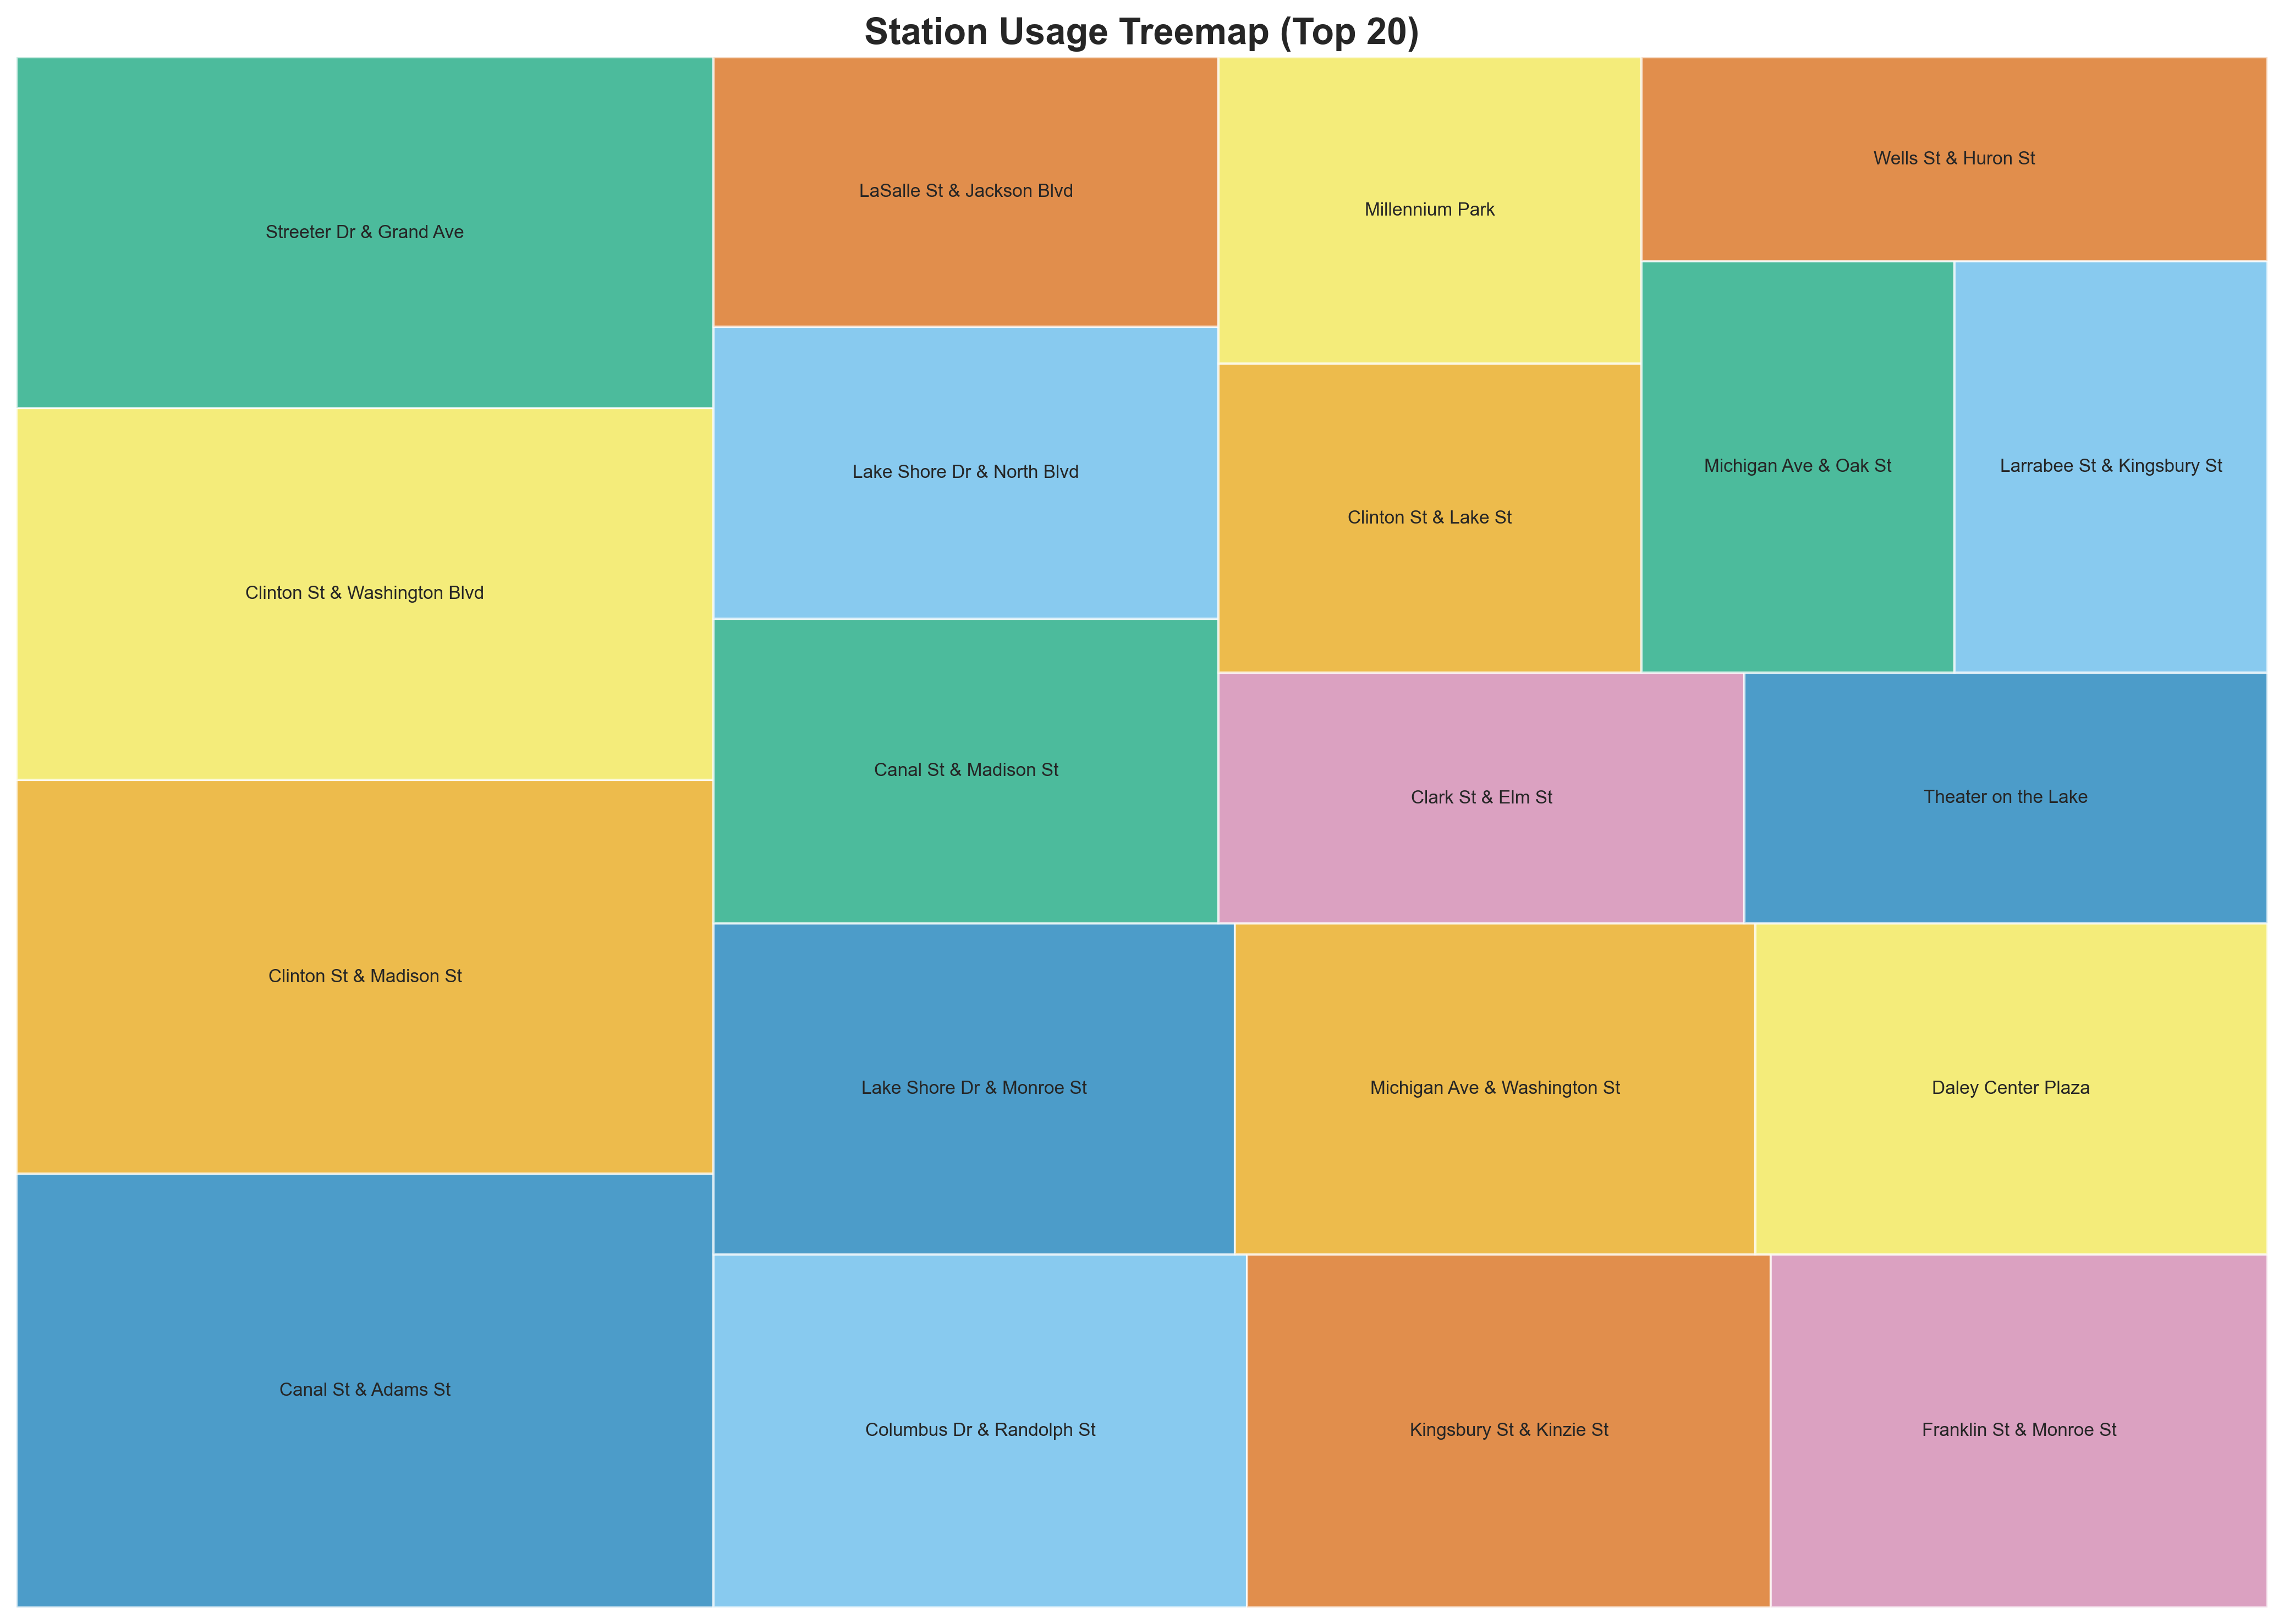 Station Usage Treemap (Top 20)
Streeter Dr & Grand Ave
Clinton St & Washington Blvd
Clinton St & Madison St
Canal St & Adams St
LaSalle St & Jackson Blvd
Lake Shore Dr & North Blvd
Canal St & Madison St
Millennium Park
Clinton St & Lake St
Wells St & Huron St
Michigan Ave & Oak St
Larrabee St & Kingsbury St
Clark St & Elm St
Theater on the Lake
Lake Shore Dr & Monroe St
Michigan Ave & Washington St
Daley Center Plaza
Columbus Dr & Randolph St
Kingsbury St & Kinzie St
Franklin St & Monroe St